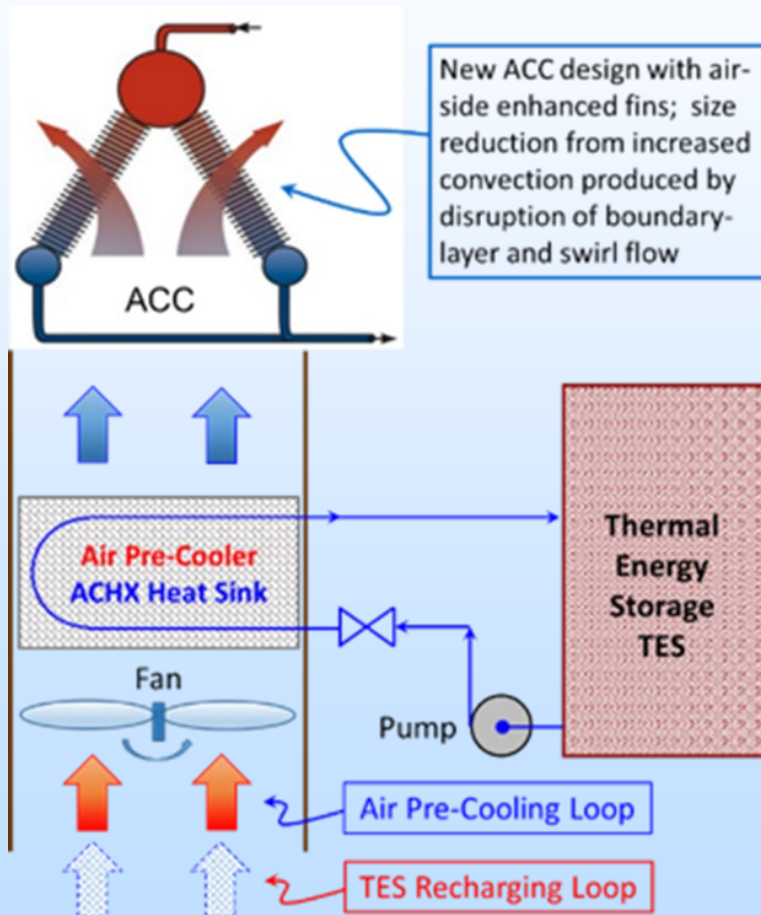 New ACC design with air-
side enhanced fins; size
reduction from increased
convection produced by
disruption of boundary-
layer and swirl flow
ACC
Air Pre-Cooler
ACHX Heat Sink
Thermal
Energy
Storage
TES
Fan
Pump
Air Pre-Cooling Loop
TES Recharging Loop